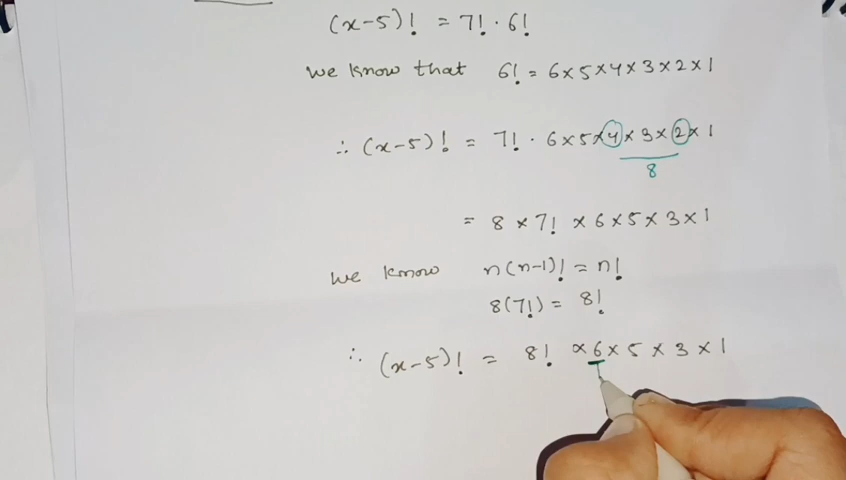 (x-5)! = 7! · 6!
We know that 6! = 6×5×4×3×2×1
∴ (x-5)! = 7! · 6×5×4×3×2×1
8
= 8 × 7! × 6×5×3×1
We know n(n-1)! = n!
8(7!) = 8!
∴ (x-5)! = 8! × 6 × 5 × 3 × 1